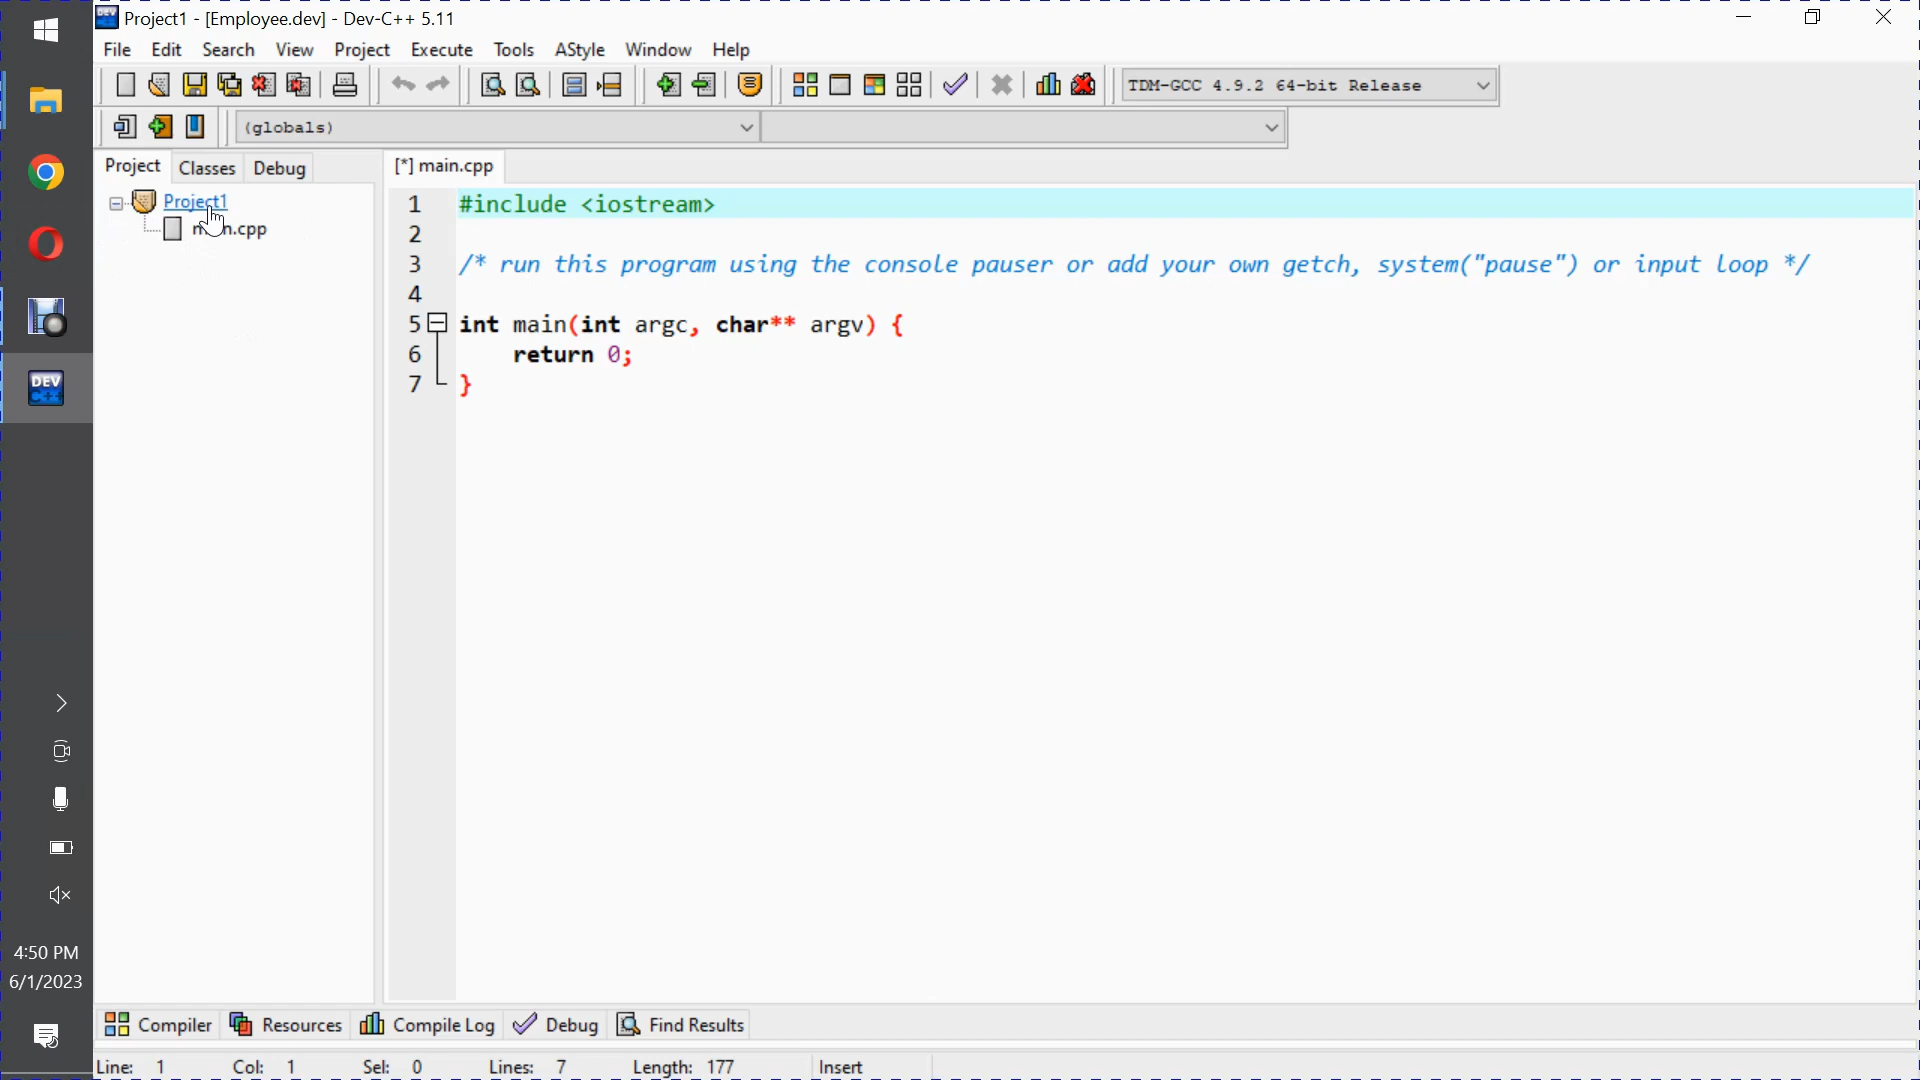 Project1 - [Employee.dev] - Dev-C++ 5.11
File Edit Search View Project Execute Tools AStyle Window Help
TDM-GCC 4.9.2 64-bit Release
(globals)
Project Classes Debug
[*] main.cpp
Project1
1 #include <iostream>
2
3 /* run this program using the console pauser or add your own getch, system("pause") or input loop */
4
5 int main(int argc, char** argv) {
6 return 0;
7 }
DEV
C++
4:50 PM
6/1/2023
Compiler Resources Compile Log Debug Find Results
Line: 1 Col: 1 Sel: 0 Lines: 7 Length: 177 Insert